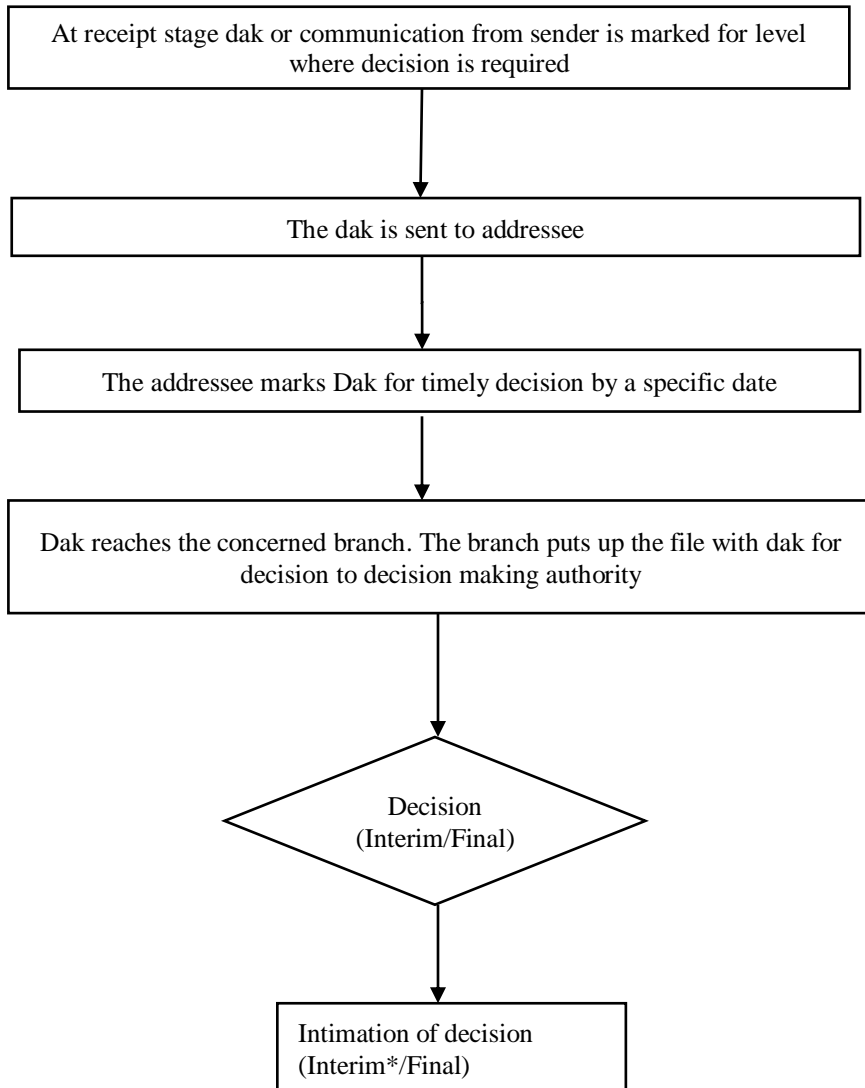 At receipt stage dak or communication from sender is marked for level
where decision is required
The dak is sent to addressee
The addressee marks Dak for timely decision by a specific date
Dak reaches the concerned branch. The branch puts up the file with dak for
decision to decision making authority
Decision
(Interim/Final)
Intimation of decision
(Interim*/Final)